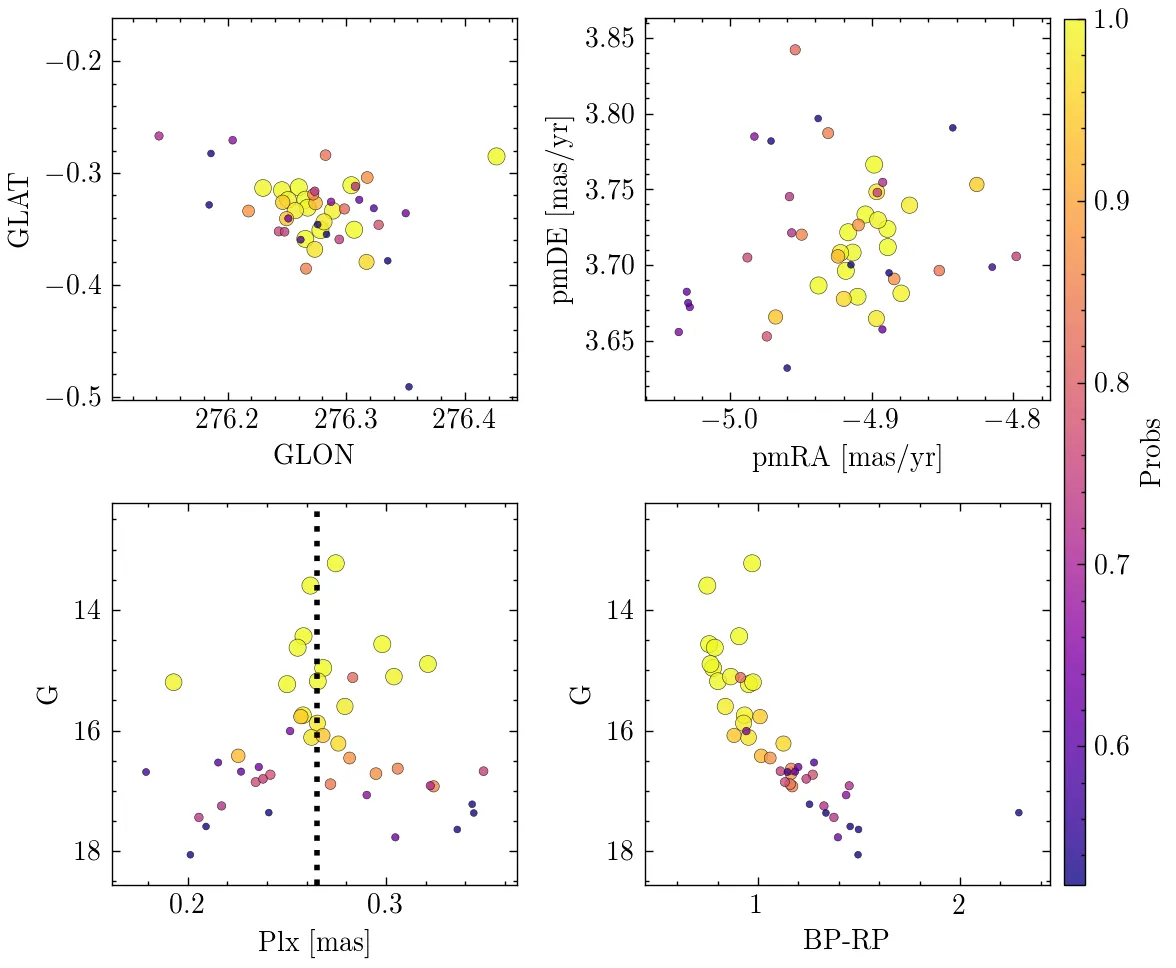 −0.2
−0.3
−0.4
−0.5
GLAT
276.2 276.3 276.4
GLON
3.85
3.80
3.75
3.70
3.65
pmDE [mas/yr]
−5.0 −4.9 −4.8
pmRA [mas/yr]
14
16
18
G
0.2 0.3
Plx [mas]
14
16
18
G
1 2
BP-RP
1.0
0.9
0.8
0.7
0.6
Probs